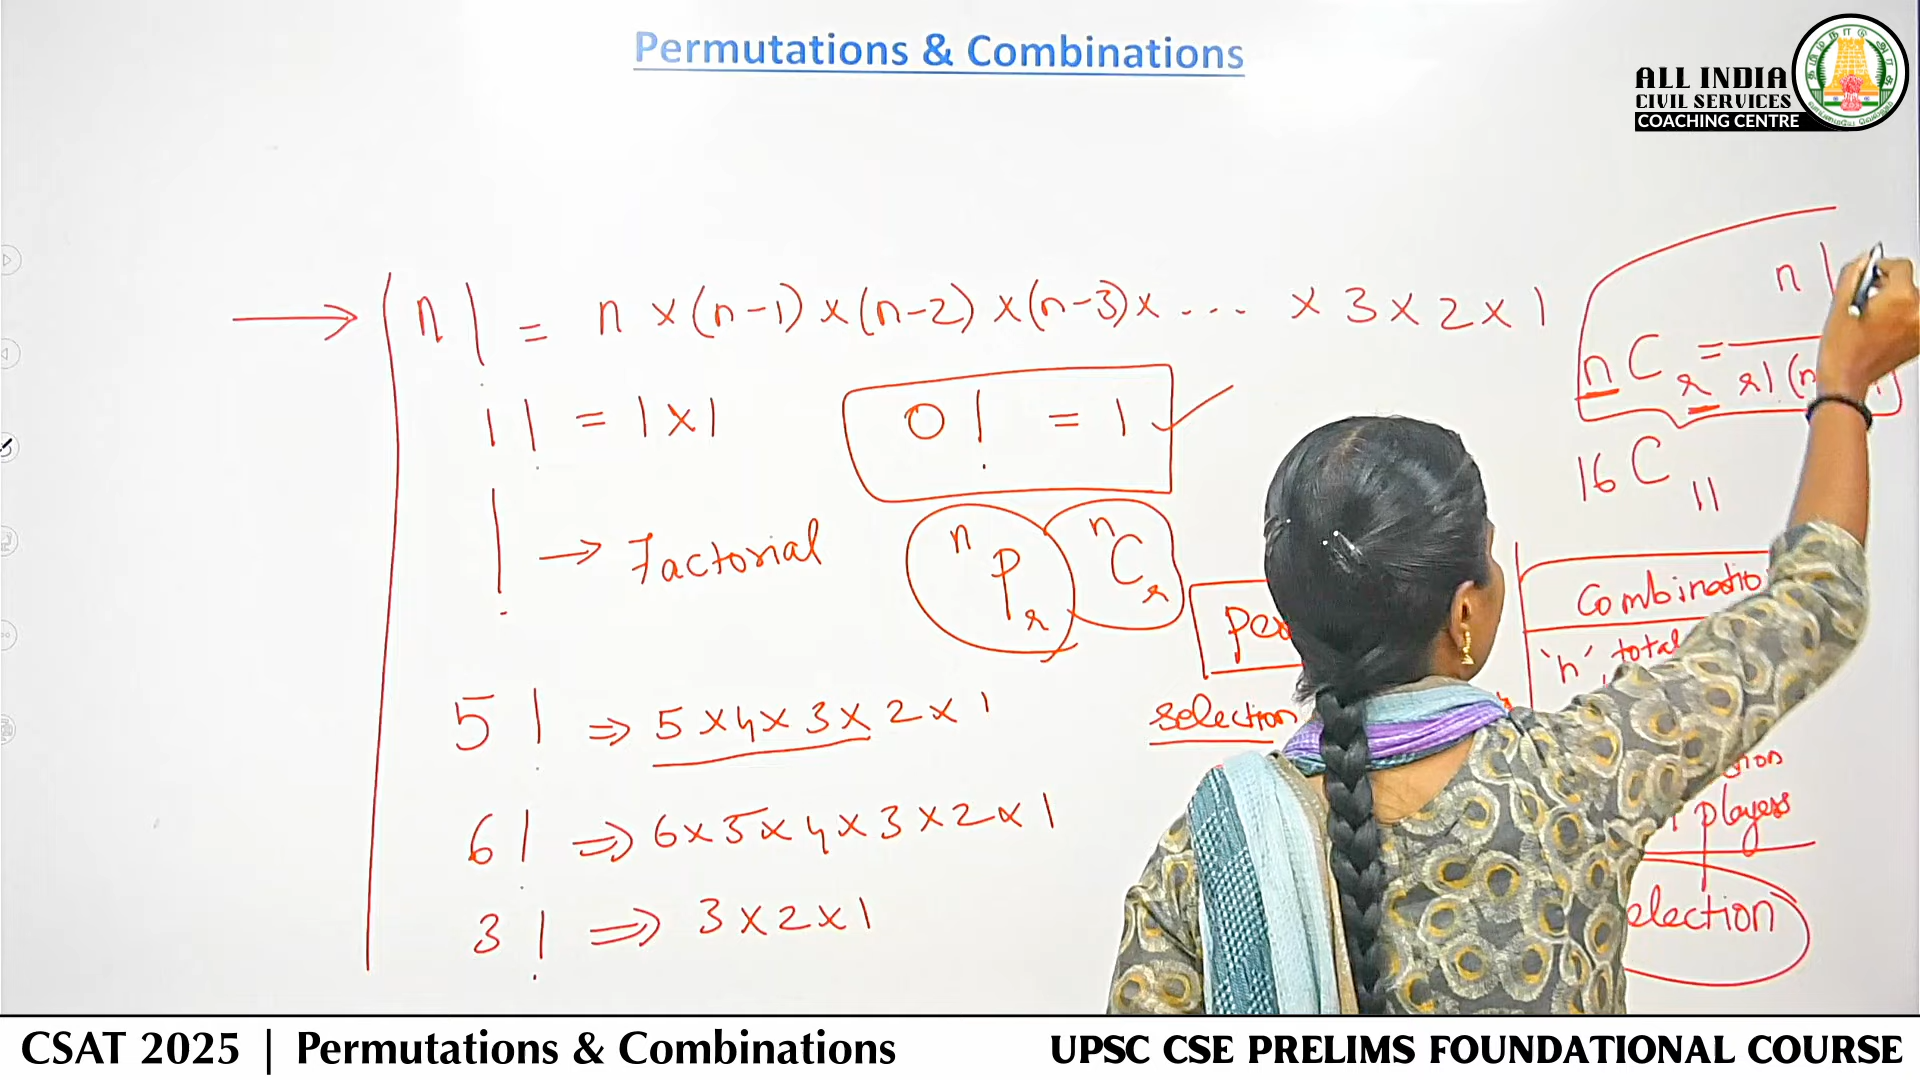 Permutations & Combinations
ALL INDIA
CIVIL SERVICES
COACHING CENTRE
n! = n × (n-1) × (n-2) × (n-3) × ... × 3 × 2 × 1
1! = 1 × 1
0! = 1
! → Factorial
nPr
nCr
5! ⇒ 5 × 4 × 3 × 2 × 1
6! ⇒ 6 × 5 × 4 × 3 × 2 × 1
3! ⇒ 3 × 2 × 1
n!
nCr = r! (n
16C11
Per
selection
Combinatio
'n' total
players
election
CSAT 2025 | Permutations & Combinations
UPSC CSE PRELIMS FOUNDATIONAL COURSE